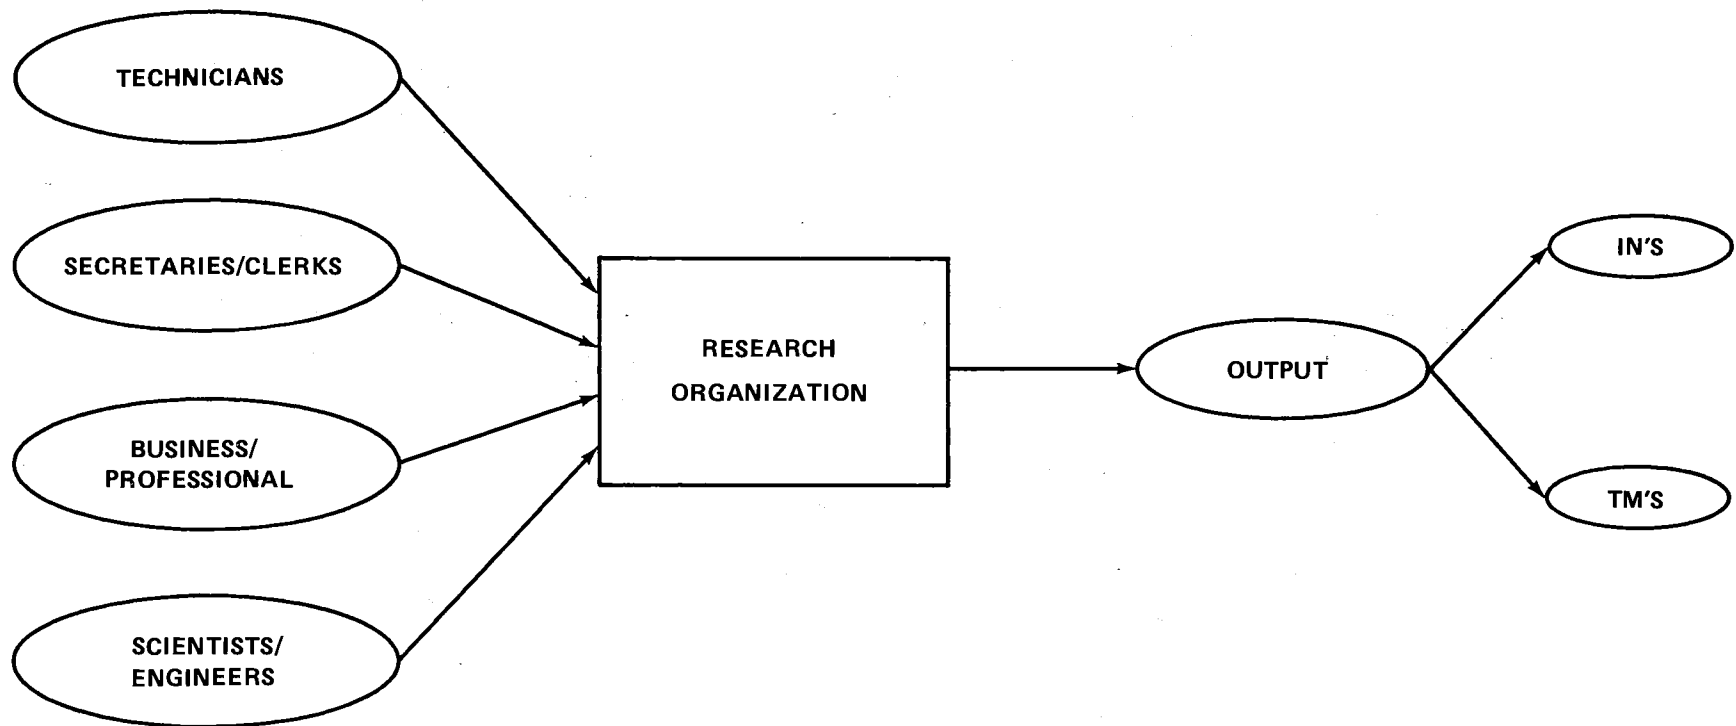 TECHNICIANS
SECRETARIES/CLERKS
BUSINESS/
PROFESSIONAL
SCIENTISTS/
ENGINEERS
RESEARCH
ORGANIZATION
OUTPUT
IN'S
TM'S